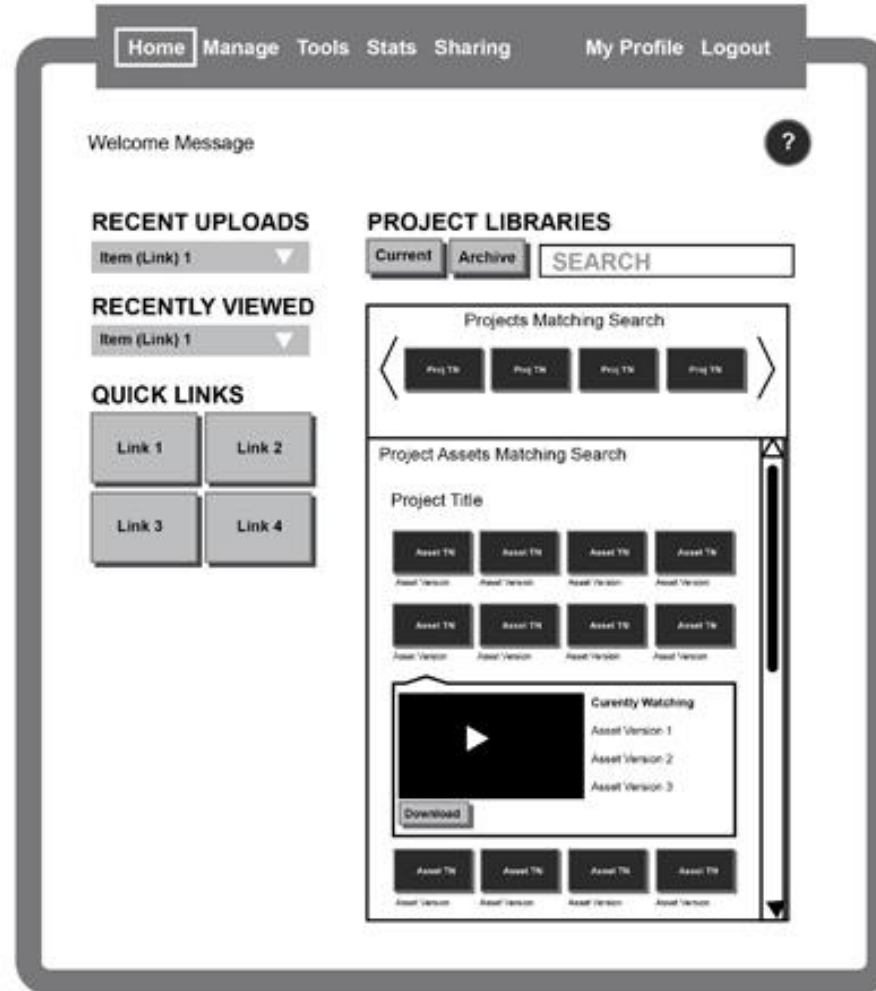 Home Manage Tools Stats Sharing My Profile Logout
Welcome Message
?
RECENT UPLOADS
Item (Link) 1
RECENTLY VIEWED
Item (Link) 1
QUICK LINKS
Link 1 Link 2
Link 3 Link 4
PROJECT LIBRARIES
Current Archive SEARCH
Projects Matching Search
Proj TN Proj TN Proj TN Proj TN
Project Assets Matching Search
Project Title
Asset TN Asset TN Asset TN Asset TN
Asset Version Asset Version Asset Version Asset Version
Asset TN Asset TN Asset TN Asset TN
Asset Version Asset Version Asset Version Asset Version
Curently Watching
Asset Version 1
Asset Version 2
Asset Version 3
Download
Asset TN Asset TN Asset TN Asset TN
Asset Version Asset Version Asset Version Asset Version